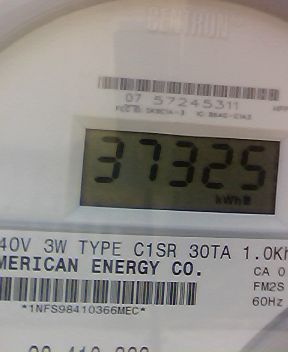 CENTRON
07 57245311
37325
kWh
40V 3W TYPE C1SR 30TA 1.0Kh
MERICAN ENERGY CO.
CA 0
FM2S
60Hz
*1NFS98410366MEC*